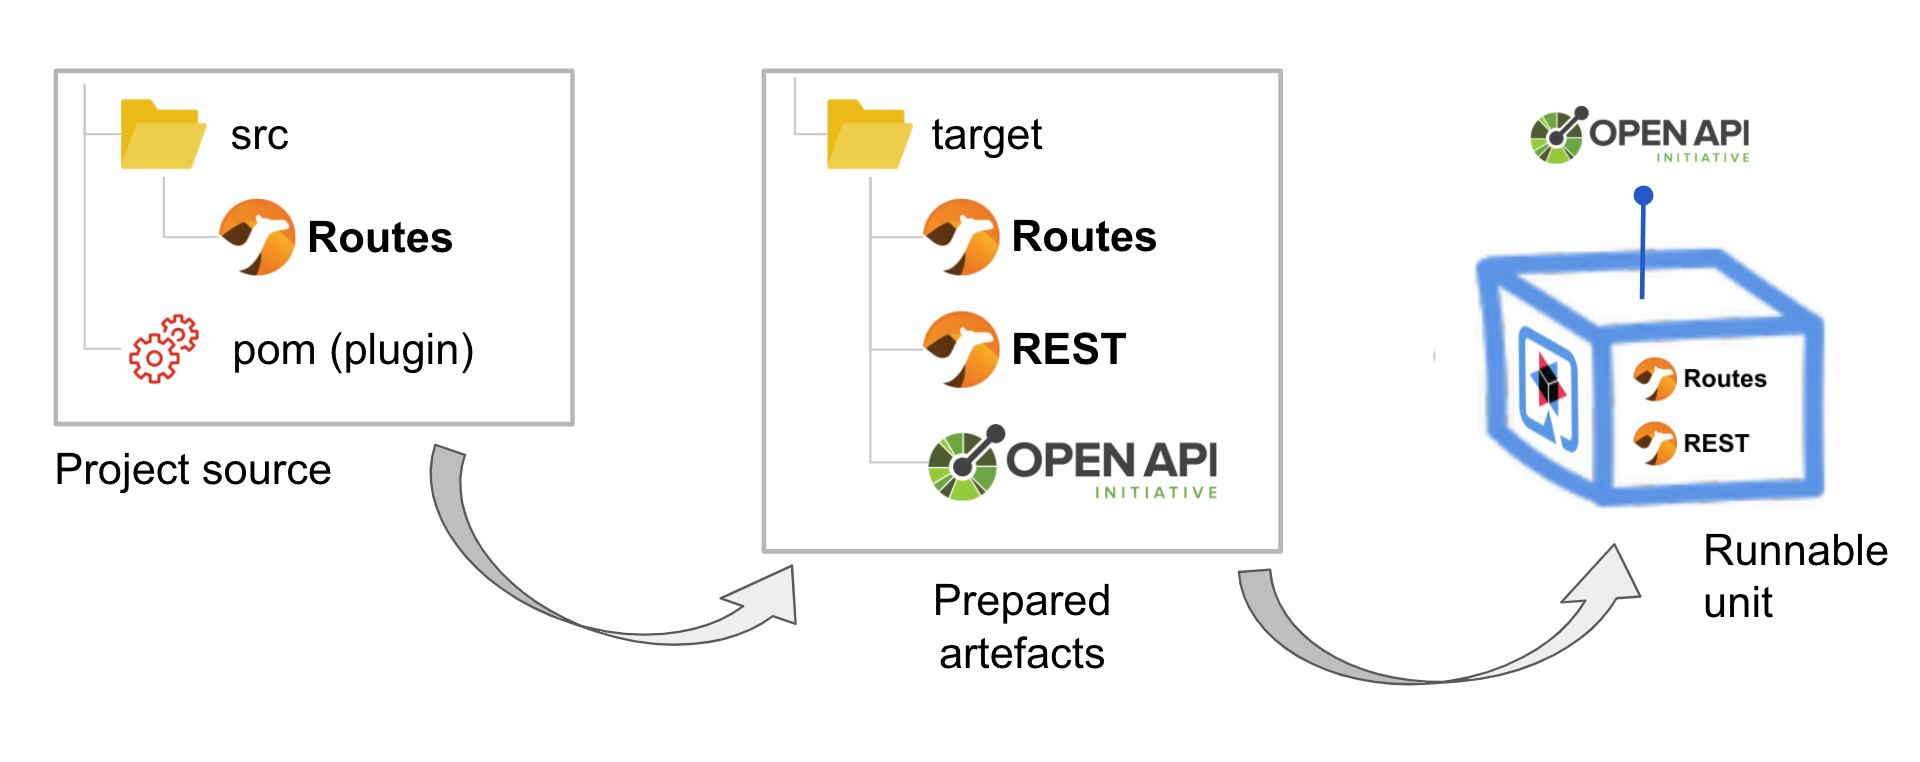 src
Routes
pom (plugin)
Project source
target
Routes
REST
OPEN API
INITIATIVE
Prepared
artefacts
OPEN API
INITIATIVE
Routes
REST
Runnable
unit